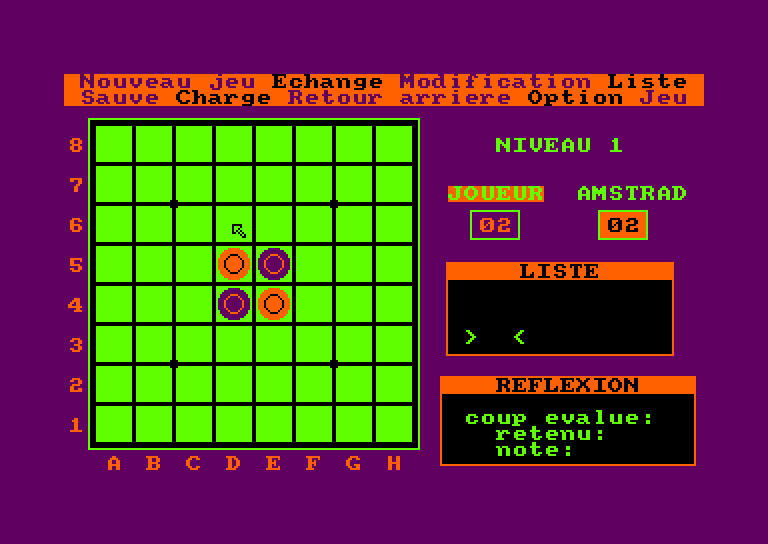 Nouveau jeu Echange Modification Liste
Sauve Charge Retour arriere Option Jeu
8
7
6
5
4
3
2
1
A B C D E F G H
NIVEAU 1
JOUEUR AMSTRAD
02 02
LISTE
> <
REFLEXION
coup evalue:
retenu:
note: